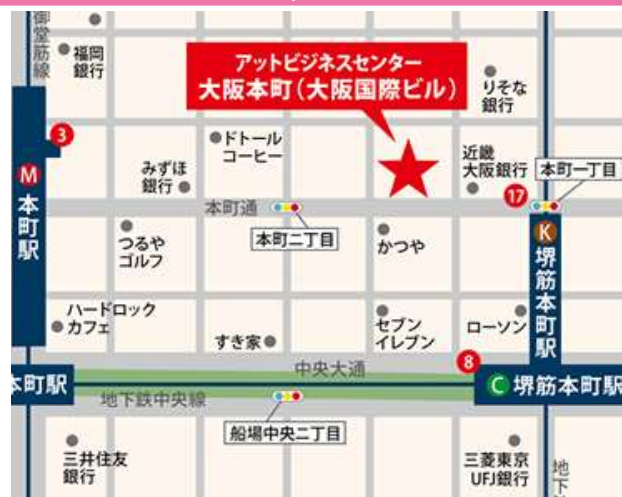 御堂筋線
福岡
銀行
アットビジネスセンター
大阪本町(大阪国際ビル)
りそな
銀行
3
ドトール
コーヒー
みずほ
銀行
近畿
大阪銀行
本町一丁目
17
M
本町駅
本町通
本町二丁目
つるや
ゴルフ
かつや
K
堺筋本町駅
ハードロック
カフェ
すき家
セブン
イレブン
ローソン
中央大通
8
本町駅
C 堺筋本町駅
地下鉄中央線
船場中央二丁目
三井住友
銀行
三菱東京
UFJ銀行
地下